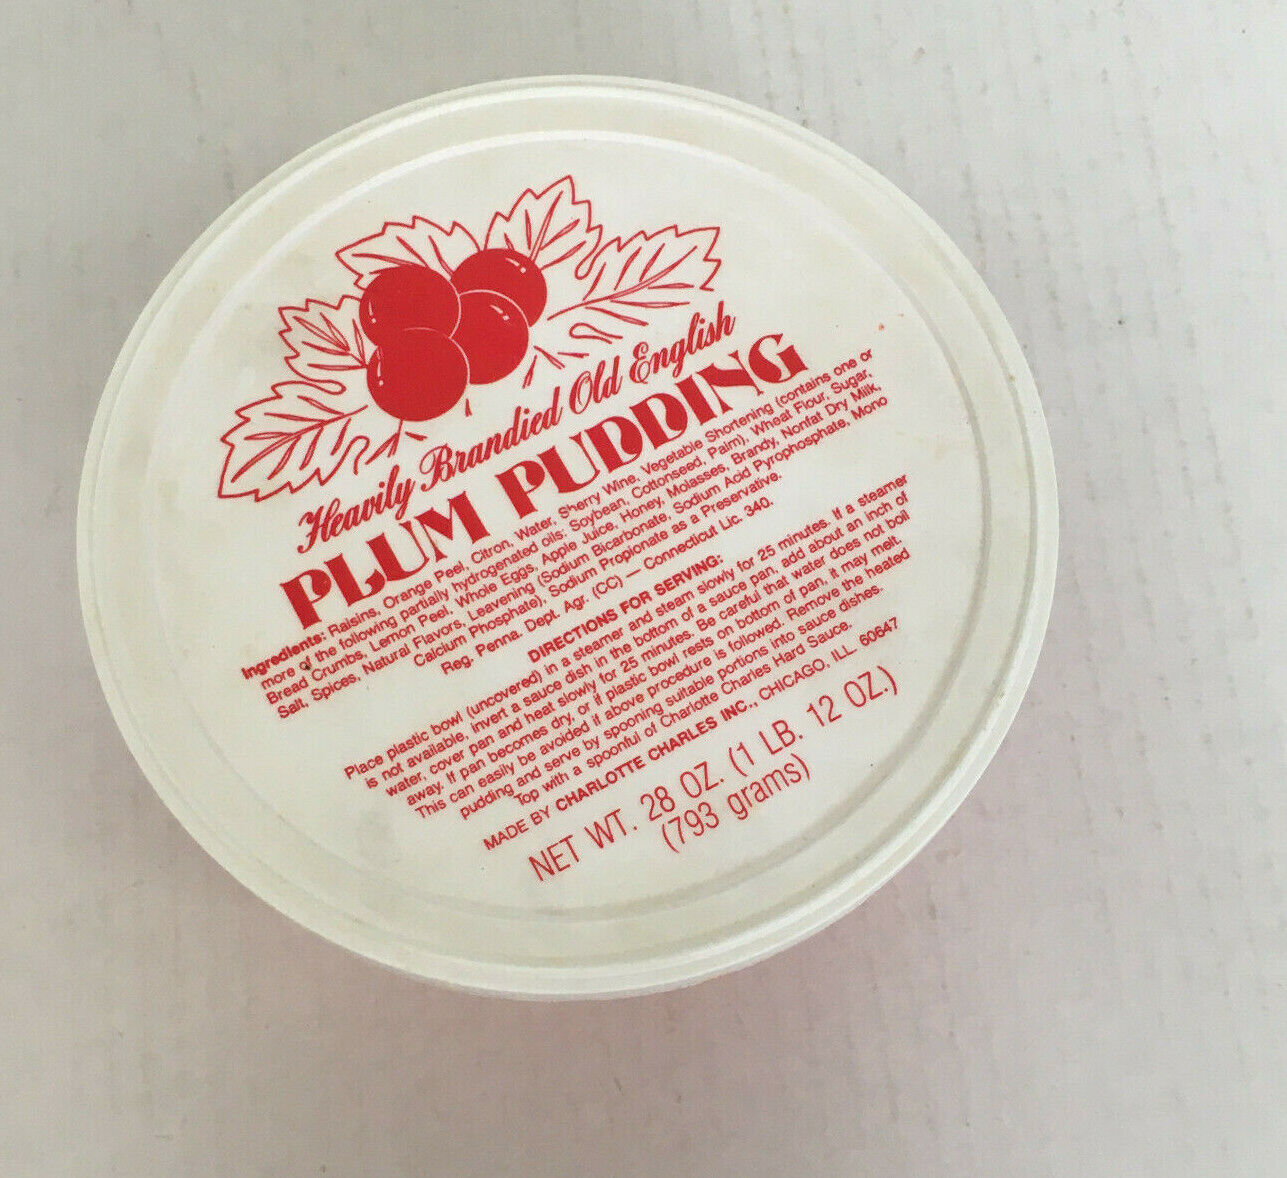 Heavily Brandied Old English
PLUM PUDDING
Ingredients: Raisins, Orange Peel, Citron, Water, Sherry Wine, Vegetable Shortening (contains one or
more of the following partially hydrogenated oils: Soybean, Cottonseed, Palm), Wheat Flour, Sugar,
Bread Crumbs, Lemon Peel, Whole Eggs, Apple Juice, Honey, Molasses, Brandy, Nonfat Dry Milk,
Salt, Spices, Natural Flavors, Leavening (Sodium Bicarbonate, Sodium Acid Pyrophosphate, Mono
Calcium Phosphate), Sodium Propionate as a Preservative.
Reg. Penna. Dept. Agr. (CC) — Connecticut Lic. 340.
DIRECTIONS FOR SERVING:
Place plastic bowl (uncovered) in a steamer and steam slowly for 25 minutes. If a steamer
is not available, invert a sauce dish in the bottom of a sauce pan, add about an inch of
water, cover pan and heat slowly for 25 minutes. Be careful that water does not boil
away. If pan becomes dry, or if plastic bowl rests on bottom of pan, it may melt.
This can easily be avoided if above procedure is followed. Remove the heated
pudding and serve by spooning suitable portions into sauce dishes.
Top with a spoonful of Charlotte Charles Hard Sauce.
MADE BY CHARLOTTE CHARLES INC., CHICAGO, ILL. 60647
NET WT. 28 OZ. (1 LB. 12 OZ.)
(793 grams)